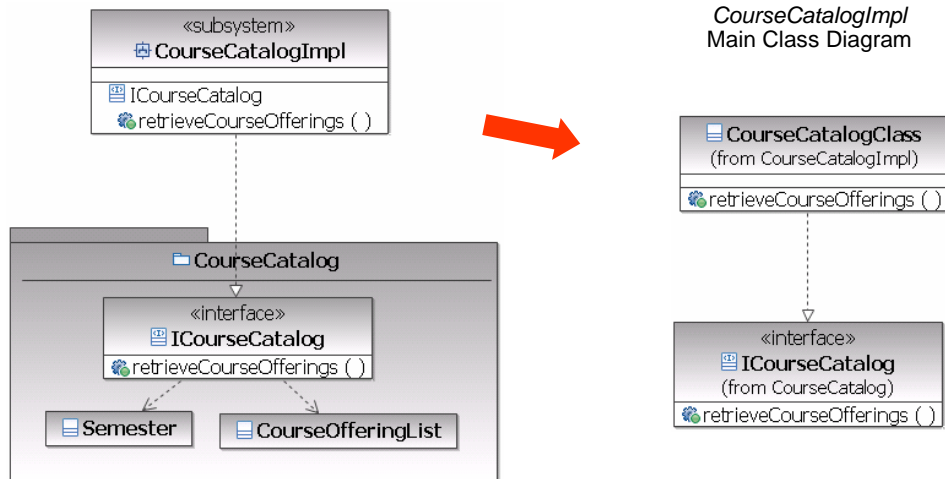 «subsystem»
CourseCatalogImpl
ICourseCatalog
retrieveCourseOfferings ( )
CourseCatalog
«interface»
ICourseCatalog
retrieveCourseOfferings ( )
Semester
CourseOfferingList
CourseCatalogImpl
Main Class Diagram
CourseCatalogClass
(from CourseCatalogImpl)
retrieveCourseOfferings ( )
«interface»
ICourseCatalog
(from CourseCatalog)
retrieveCourseOfferings ( )